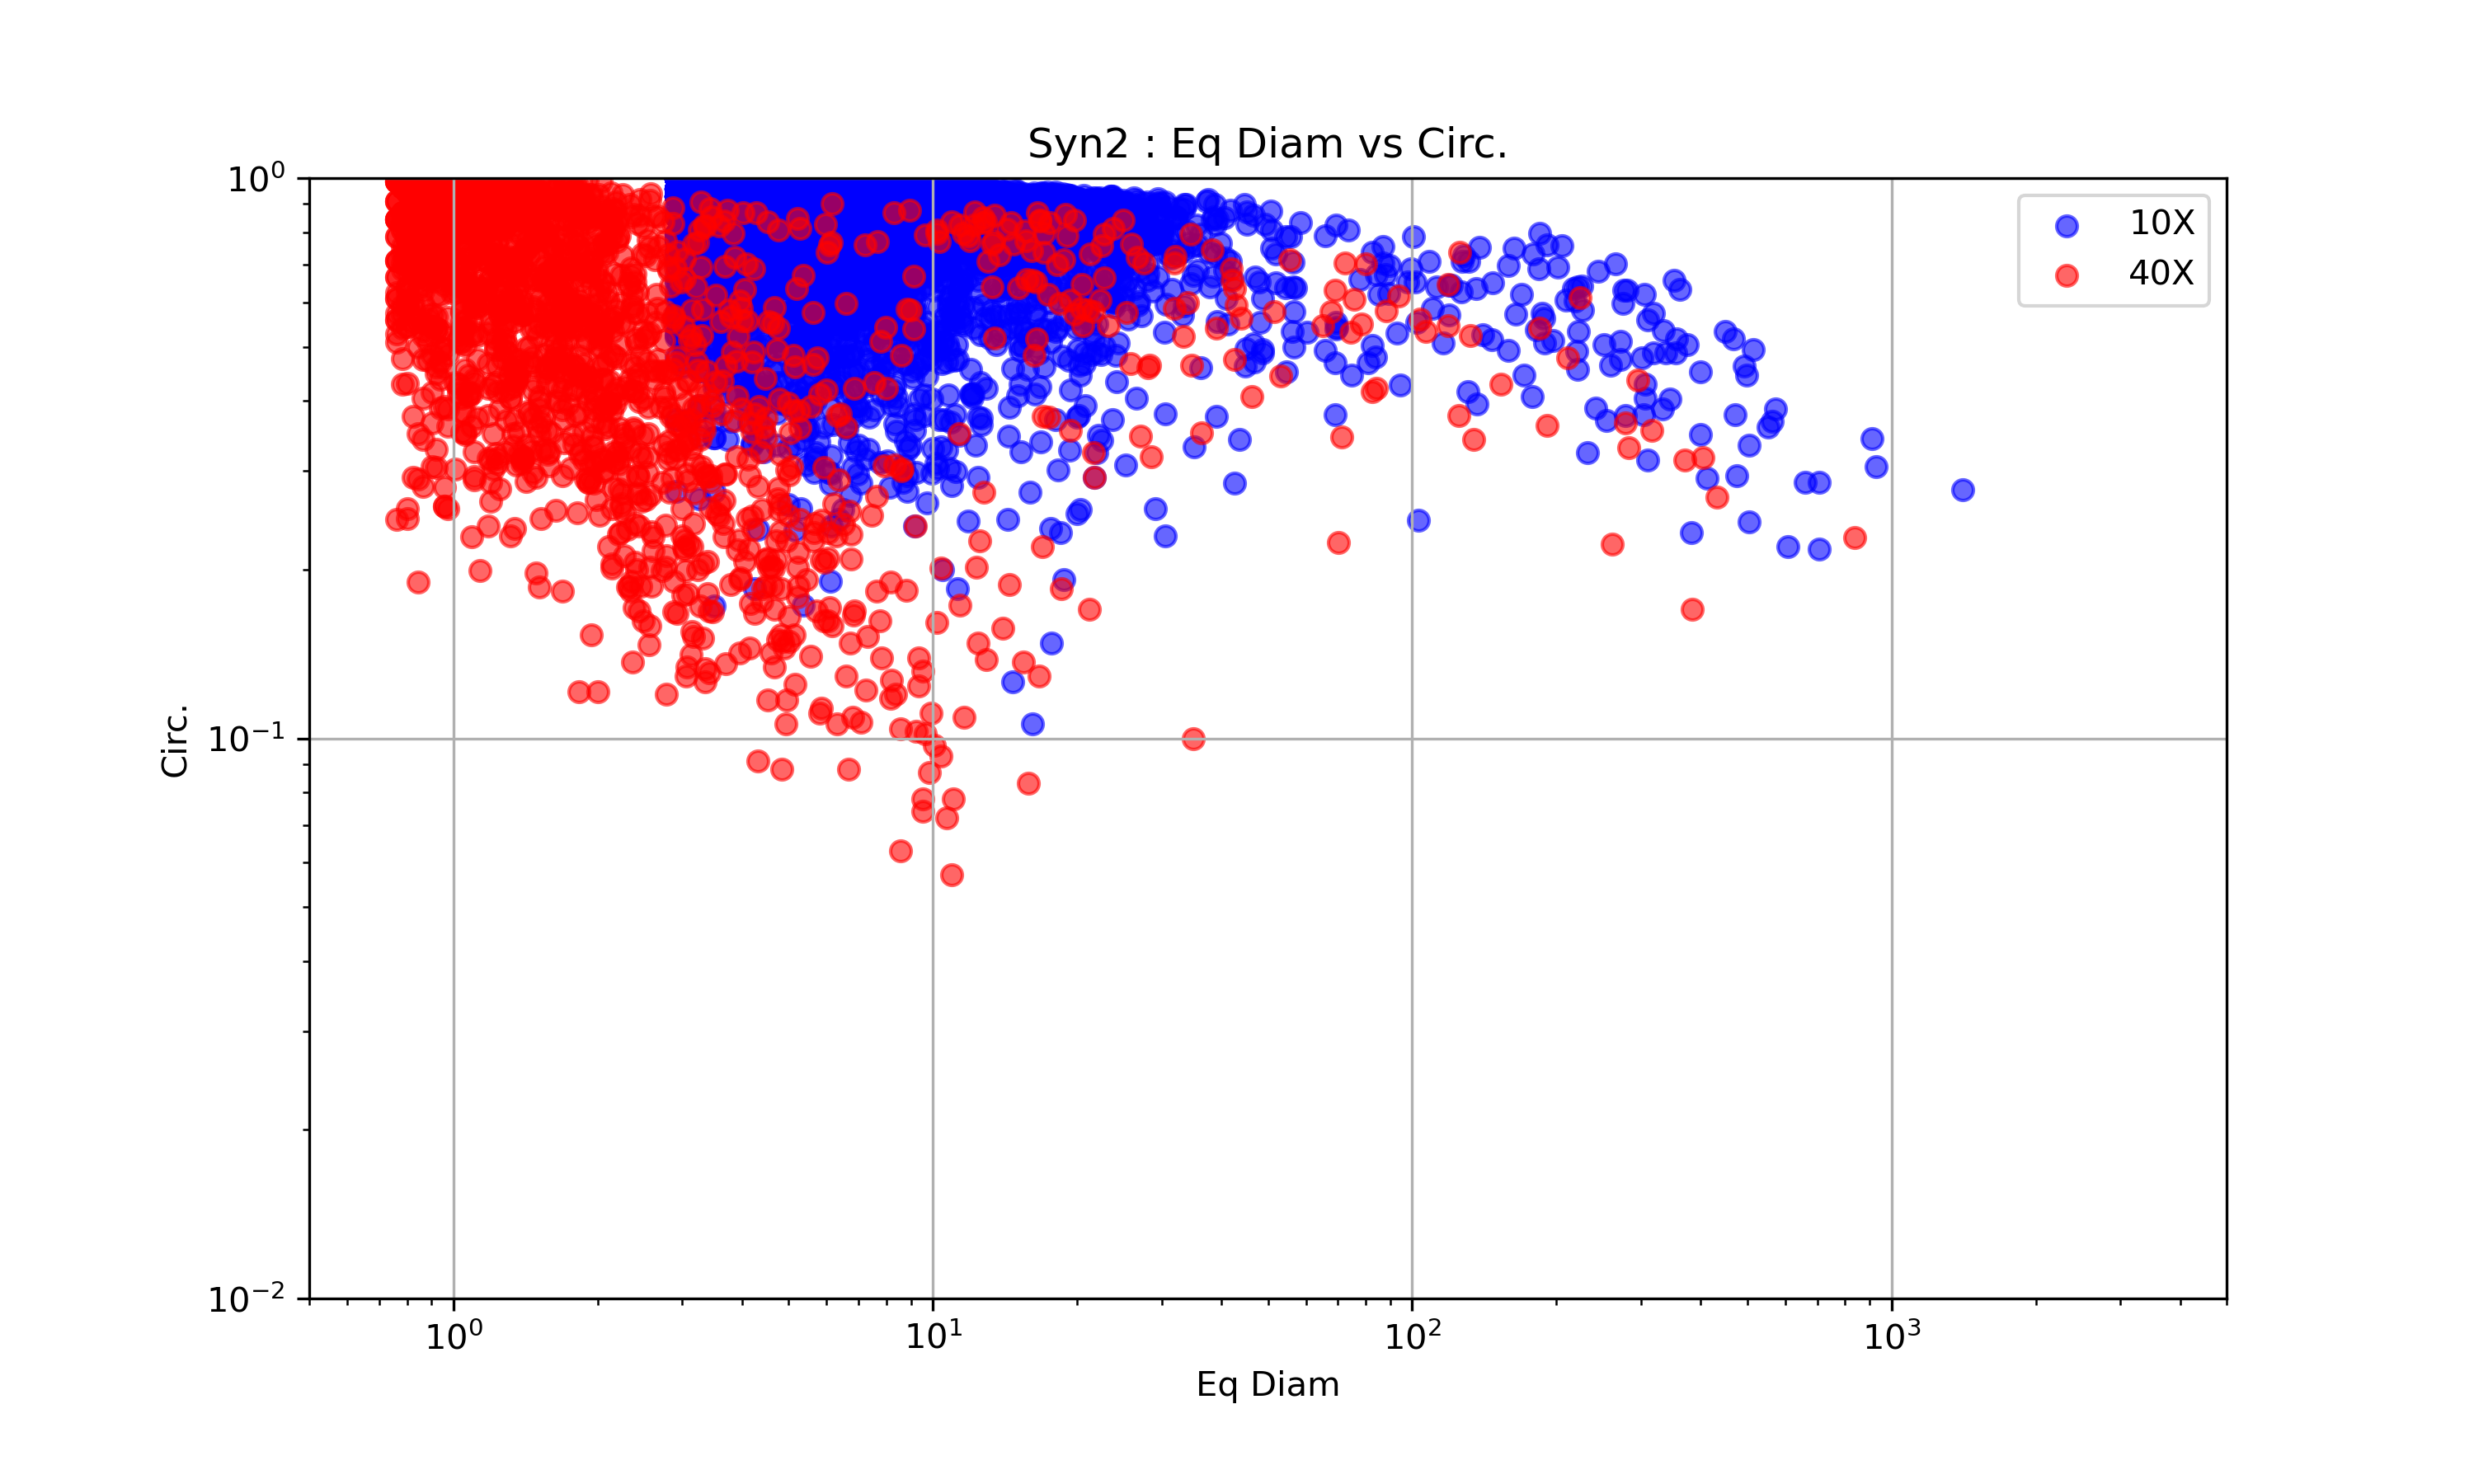 Syn2 : Eq Diam vs Circ.
10X
40X
Circ.
10⁰
10⁻¹
10⁻²
10⁰ 10¹ 10² 10³
Eq Diam